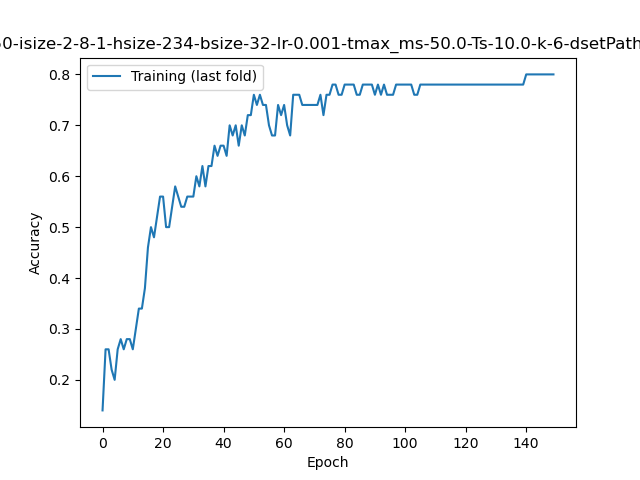 0-isize-2-8-1-hsize-234-bsize-32-lr-0.001-tmax_ms-50.0-Ts-10.0-k-6-dsetPath
Training (last fold)
0.8
0.7
0.6
0.5
0.4
0.3
0.2
Accuracy
0 20 40 60 80 100 120 140
Epoch